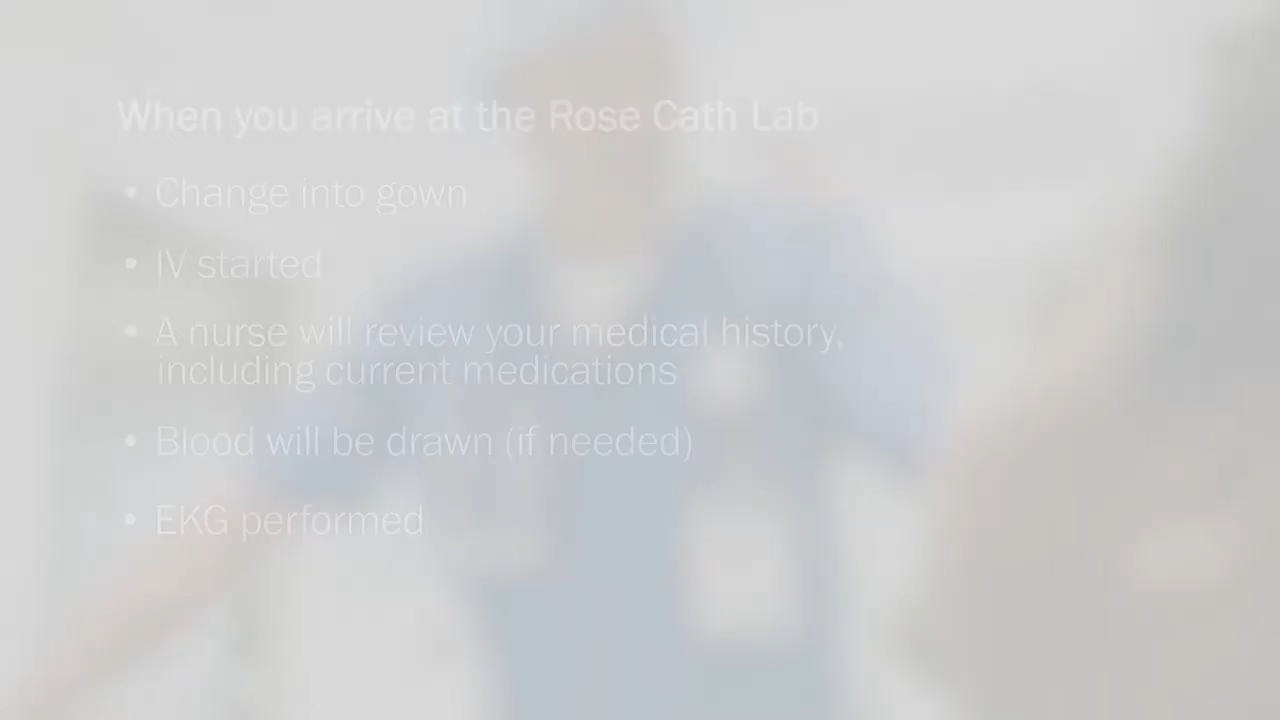 When you arrive at the Rose Cath Lab
• Change into gown
• IV started
• A nurse will review your medical history,
including current medications
• Blood will be drawn (if needed)
• EKG performed